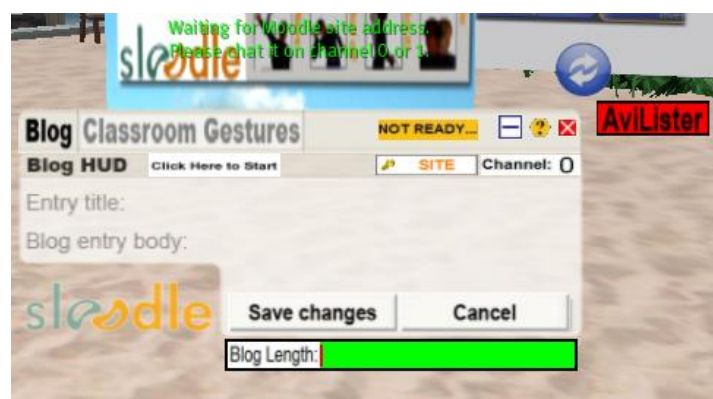 Waiting for Moodle site address.
Please chat it on channel 0 or 1.
sloodle
AviLister
Blog Classroom Gestures NOT READY...
Blog HUD Click Here to Start SITE Channel: 0
Entry title:
Blog entry body:
sloodle
Save changes Cancel
Blog Length: